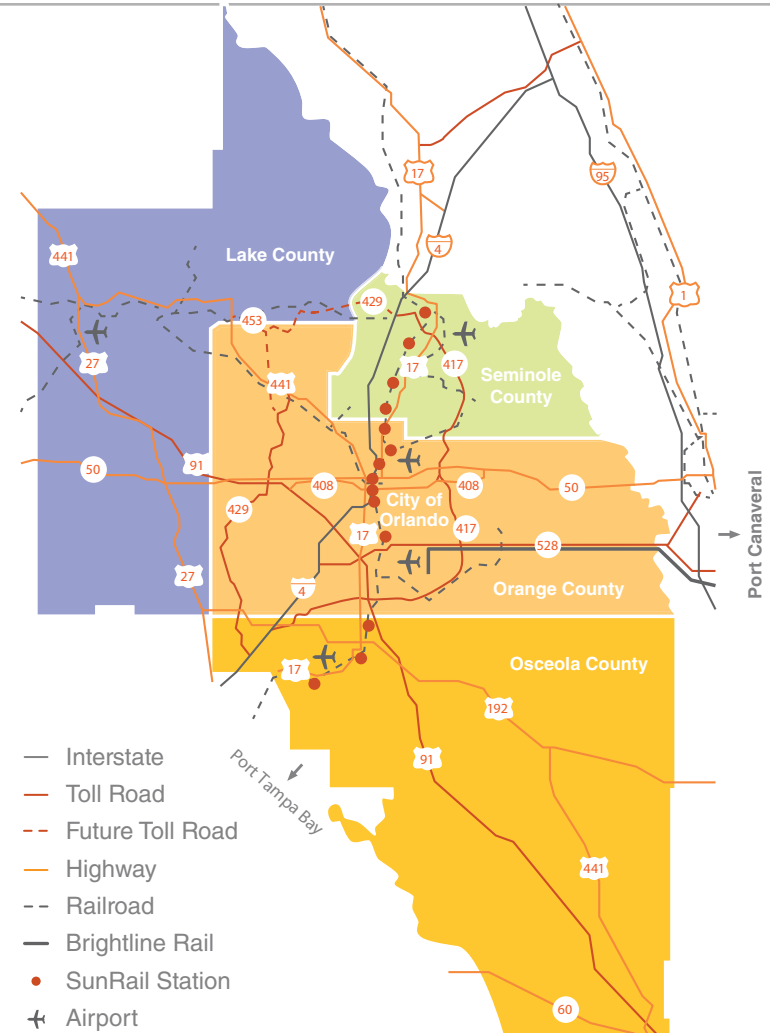 17
95
4
441
Lake County
1
429
453
27
17
417
441
Seminole
County
91
50
408
408
50
City of
Orlando
429
417
17
528
Port Canaveral
27
4
Orange County
Osceola County
17
192
Port Tampa Bay
91
441
60
Interstate
Toll Road
Future Toll Road
Highway
Railroad
Brightline Rail
SunRail Station
Airport